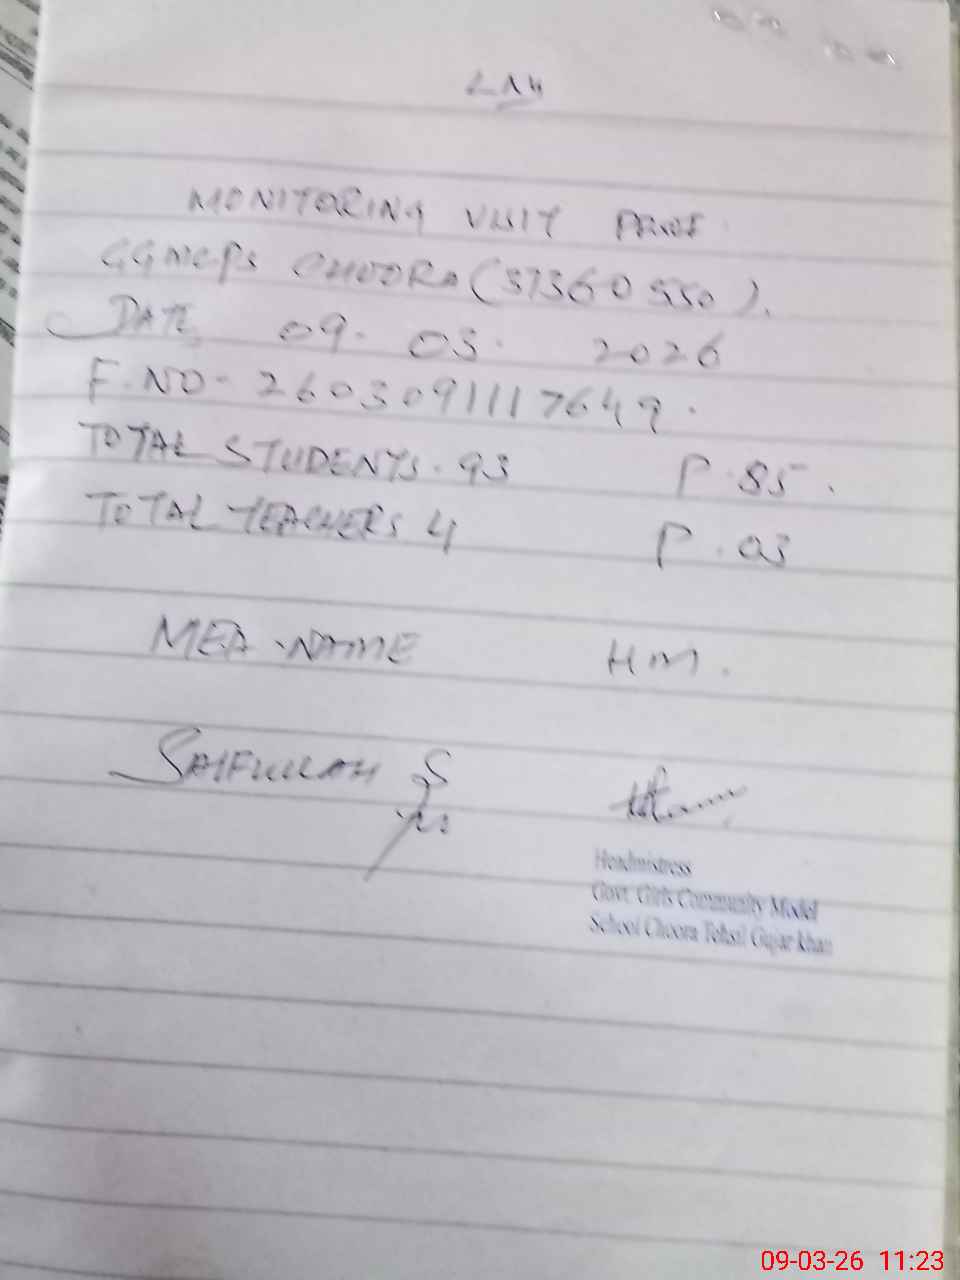 MONITORING VISIT PROOF
GGMCPS CHOORA (37360550).
DATE 09. 03. 2026
F.NO- 2603091117649.
TOTAL STUDENTS. 93 P. 85.
TOTAL TEACHERS 4 P. 03
MEA NAME HM.
SAIFULLAH
Headmistress
Govt. Girls Community Model
School Choora Tehsil Gujar khan
09-03-26 11:23